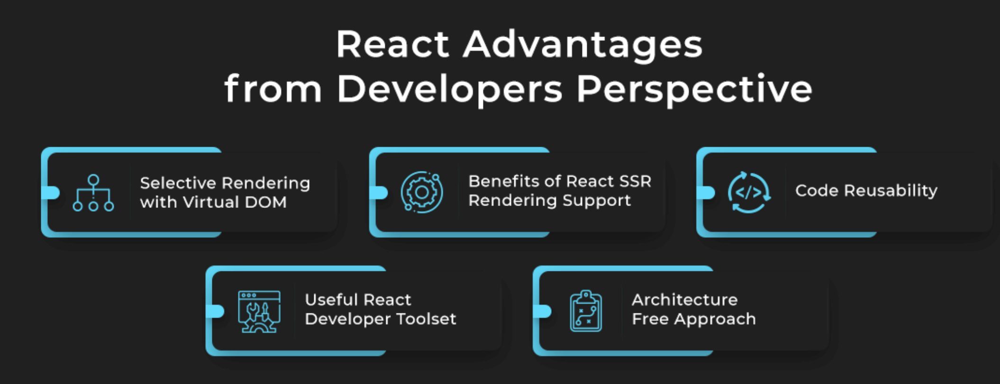 React Advantages
from Developers Perspective
Selective Rendering
with Virtual DOM
Benefits of React SSR
Rendering Support
</>
Code Reusability
Useful React
Developer Toolset
Architecture
Free Approach